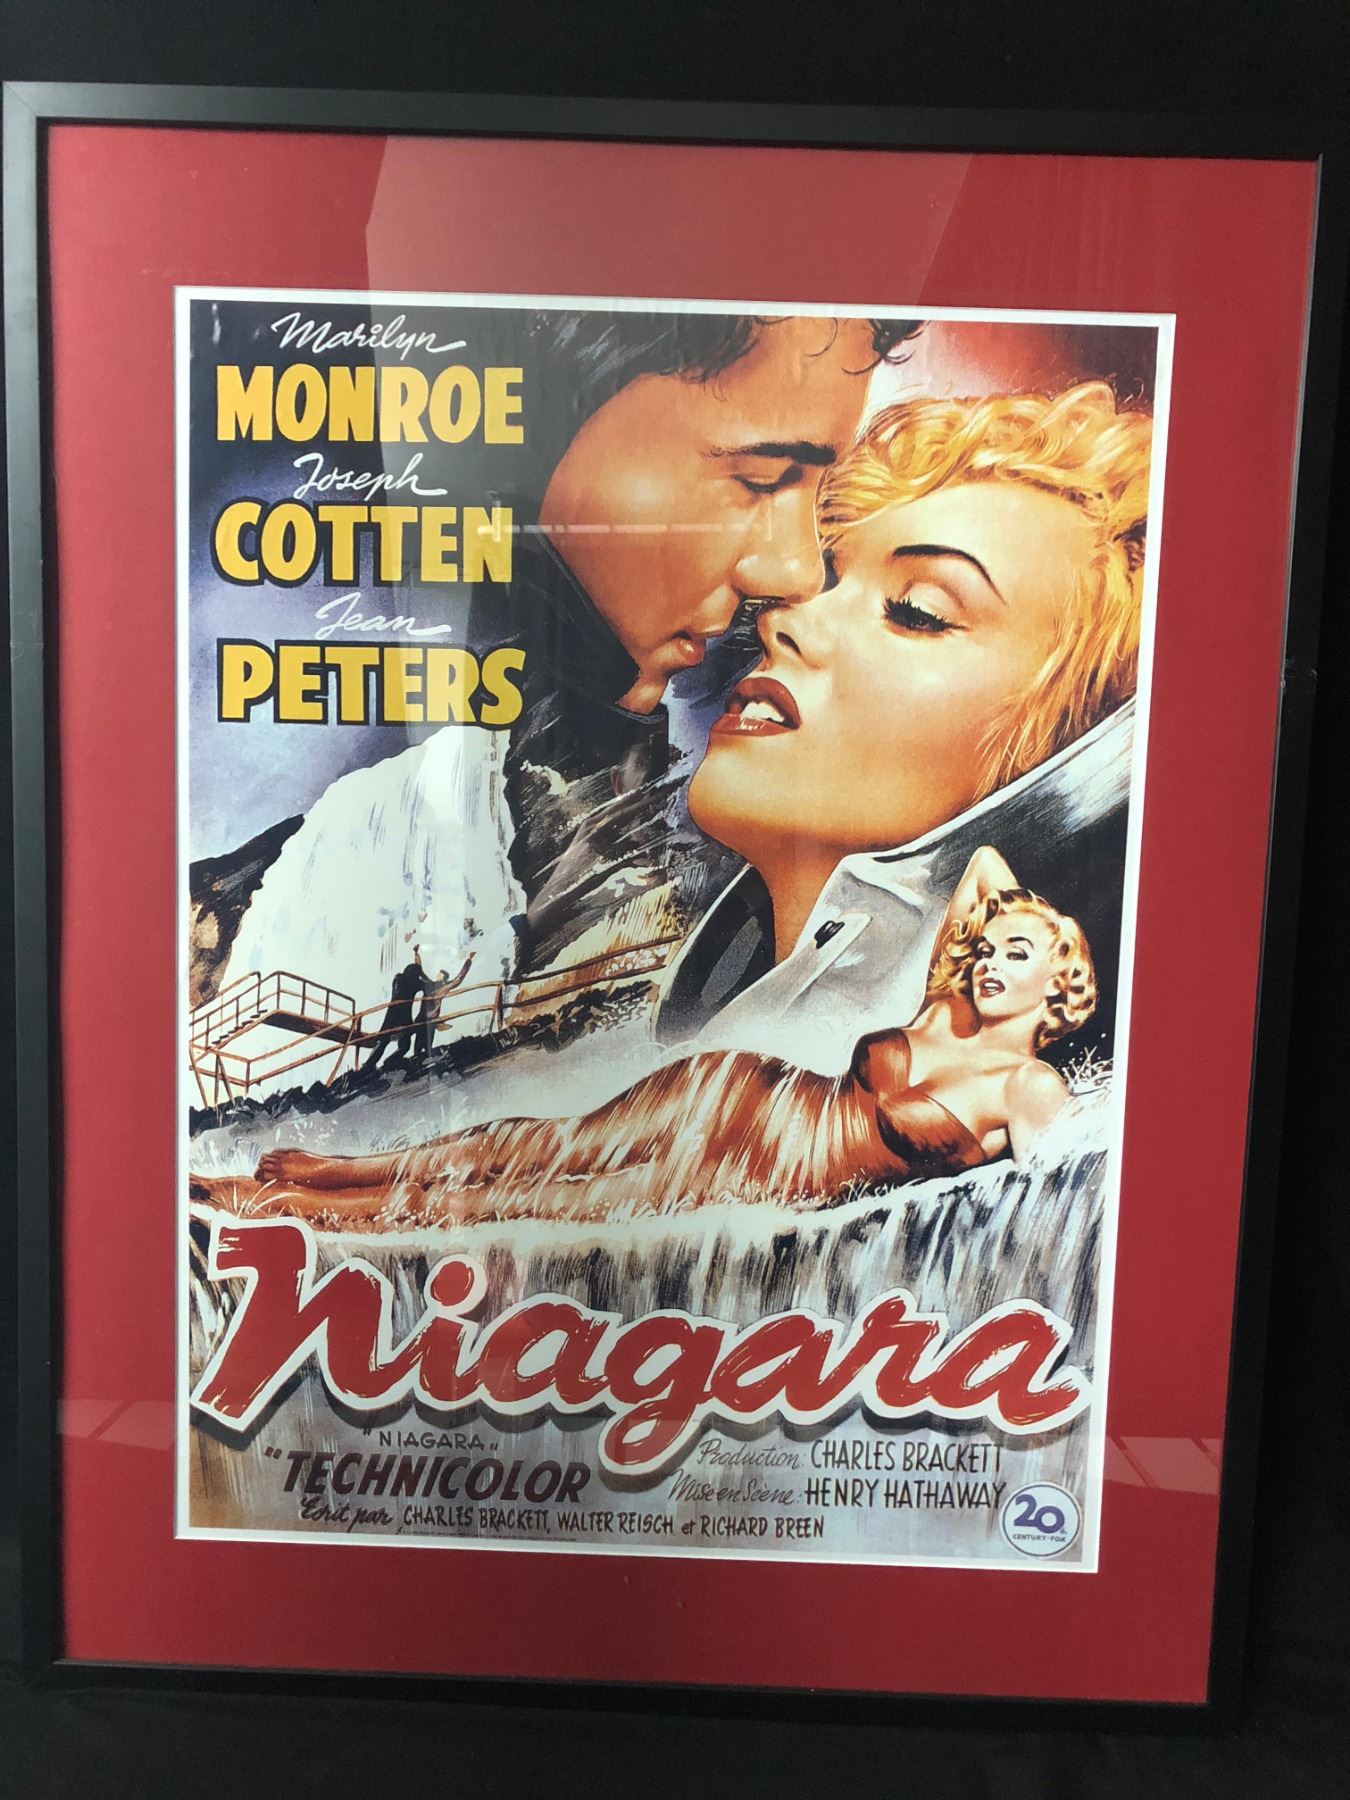 Marilyn
MONROE
Joseph
COTTEN
Jean
PETERS
Niagara
"NIAGARA"
"TECHNICOLOR
Production: CHARLES BRACKETT
Mise en Scène: HENRY HATHAWAY
Ecrit par CHARLES BRACKETT, WALTER REISCH et RICHARD BREEN
20th
CENTURY-FOX